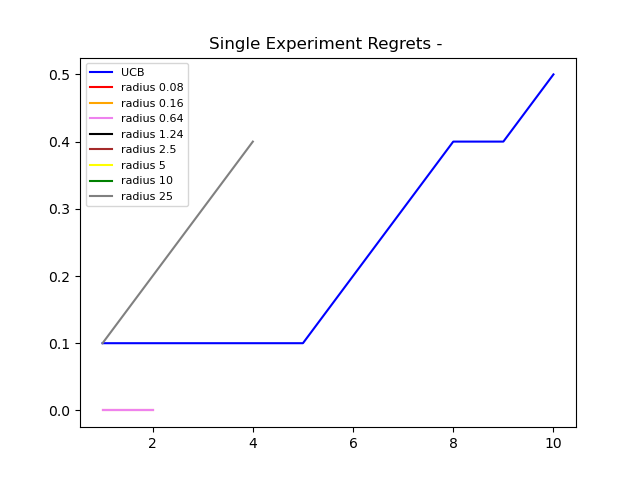 Single Experiment Regrets -
0.5
0.4
0.3
0.2
0.1
0.0
UCB
radius 0.08
radius 0.16
radius 0.64
radius 1.24
radius 2.5
radius 5
radius 10
radius 25
2 4 6 8 10